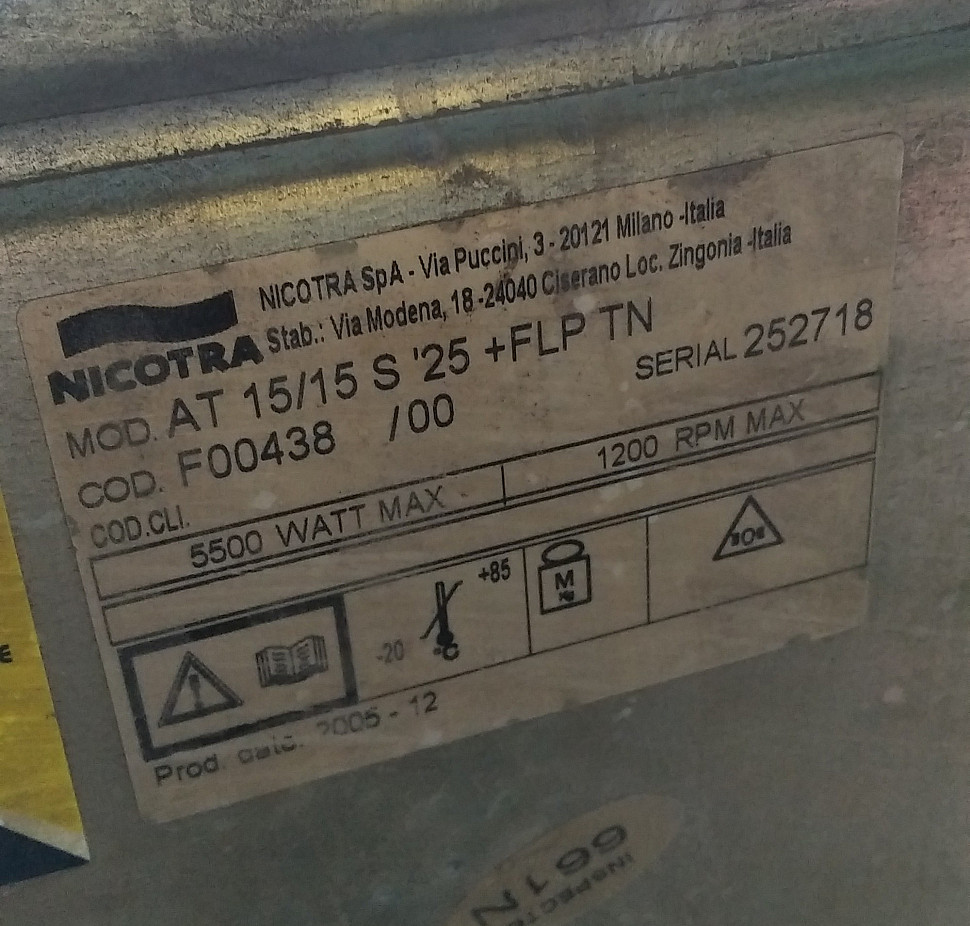 NICOTRA SpA - Via Puccini, 3 - 20121 Milano -Italia
Stab.: Via Modena, 18 -24040 Ciserano Loc. Zingonia -Italia
NICOTRA
MOD. AT 15/15 S '25 +FLP TN
SERIAL 252718
COD. F00438 /00
COD.CLI.
5500 WATT MAX
1200 RPM MAX
+85
-20
°C
M
Kg
Prod. date. 2005 - 12